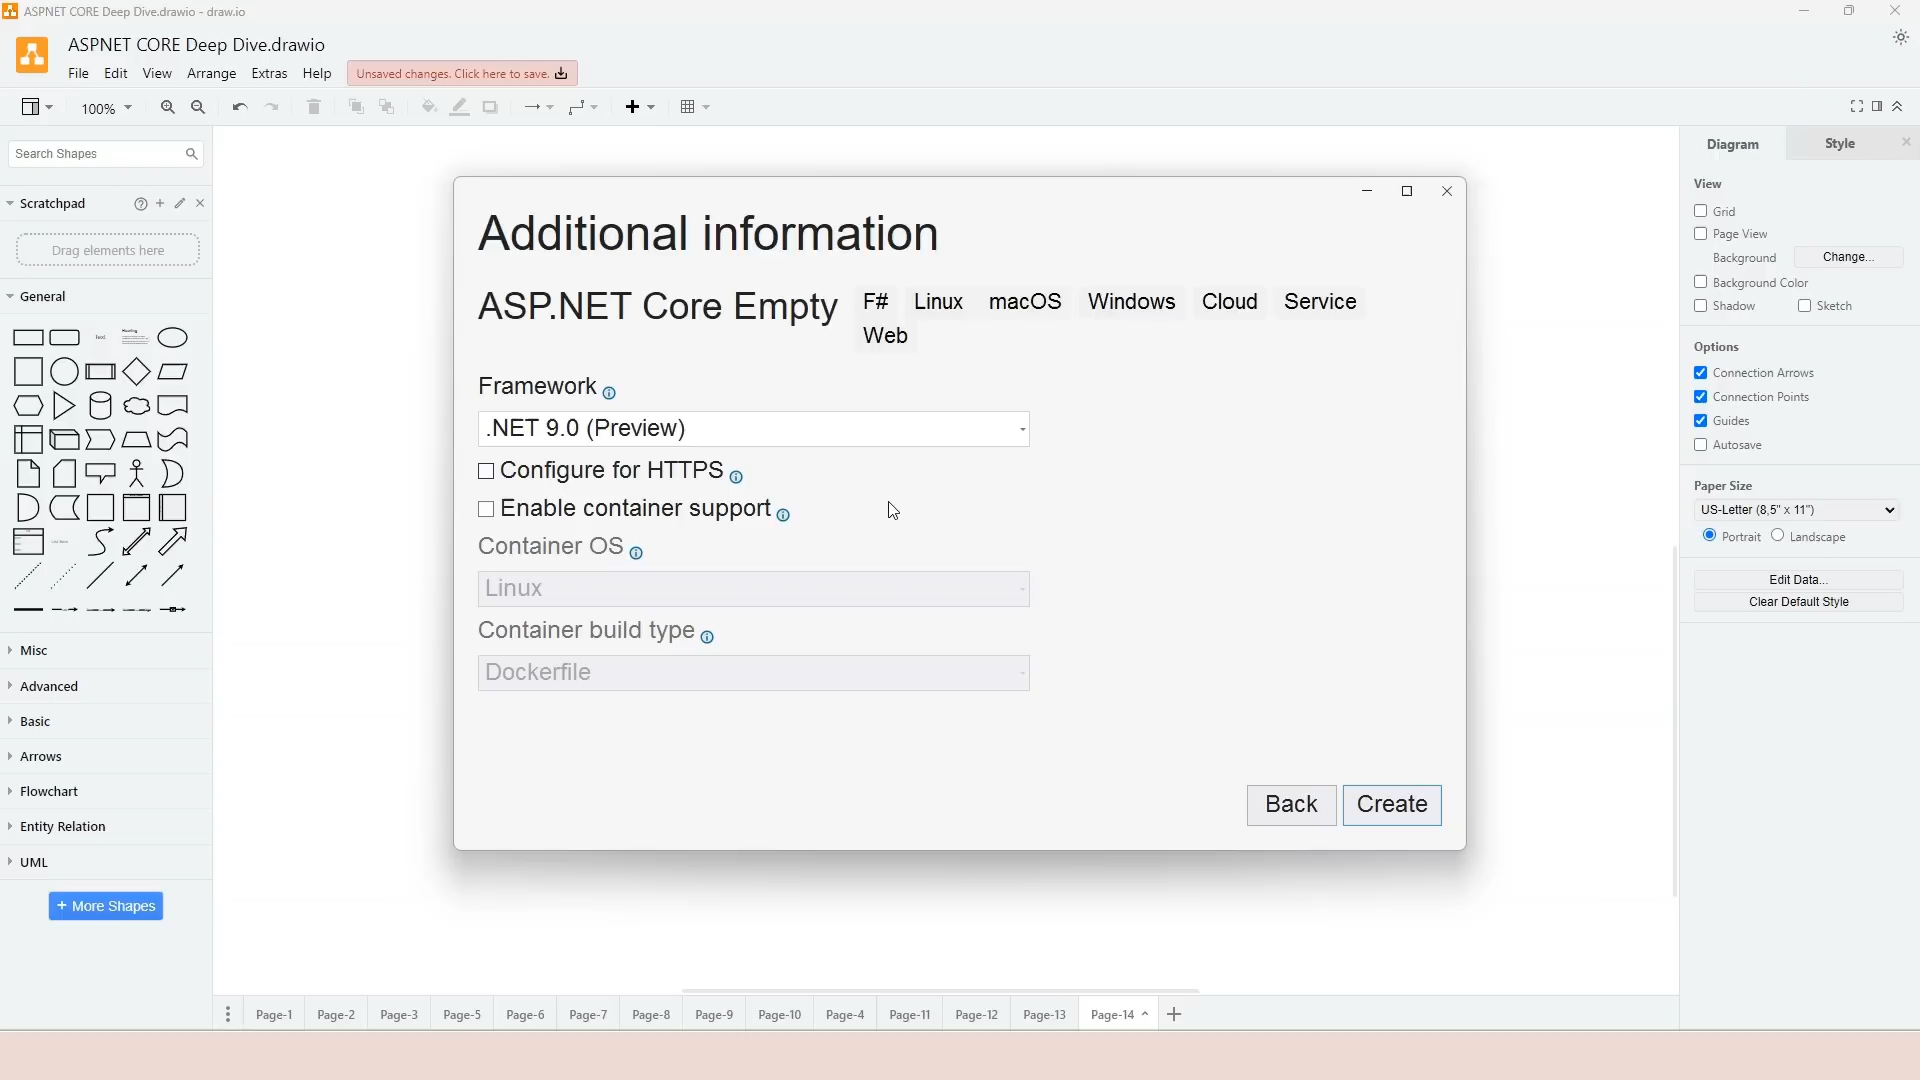 ASPNET CORE Deep Dive.drawio - draw.io
ASPNET CORE Deep Dive.drawio
File Edit View Arrange Extras Help Unsaved changes. Click here to save.
100%
Search Shapes
Scratchpad
Drag elements here
General
Text
Heading
Misc
Advanced
Basic
Arrows
Flowchart
Entity Relation
UML
+ More Shapes
Additional information
ASP.NET Core Empty F# Linux macOS Windows Cloud Service
Web
Framework
.NET 9.0 (Preview)
Configure for HTTPS
Enable container support
Container OS
Linux
Container build type
Dockerfile
Back Create
Page-1 Page-2 Page-3 Page-5 Page-6 Page-7 Page-8 Page-9 Page-10 Page-4 Page-11 Page-12 Page-13 Page-14
Diagram Style
View
Grid
Page View
Background Change...
Background Color
Shadow Sketch
Options
Connection Arrows
Connection Points
Guides
Autosave
Paper Size
US-Letter (8,5" x 11")
Portrait Landscape
Edit Data...
Clear Default Style